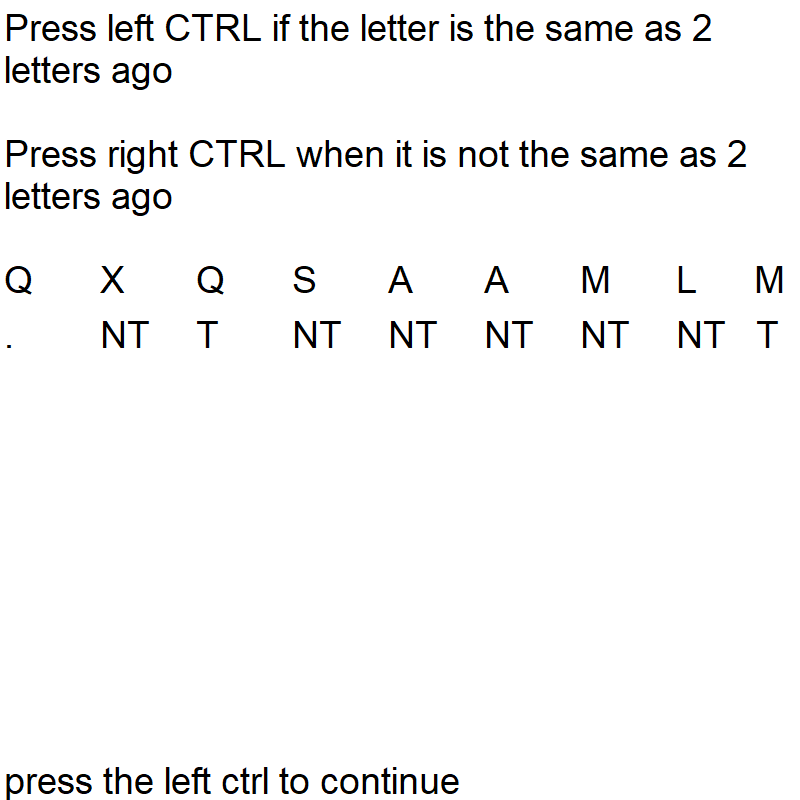 Press left CTRL if the letter is the same as 2
letters ago
Press right CTRL when it is not the same as 2
letters ago
Q X Q S A A M L M
. NT T NT NT NT NT NT T
press the left ctrl to continue